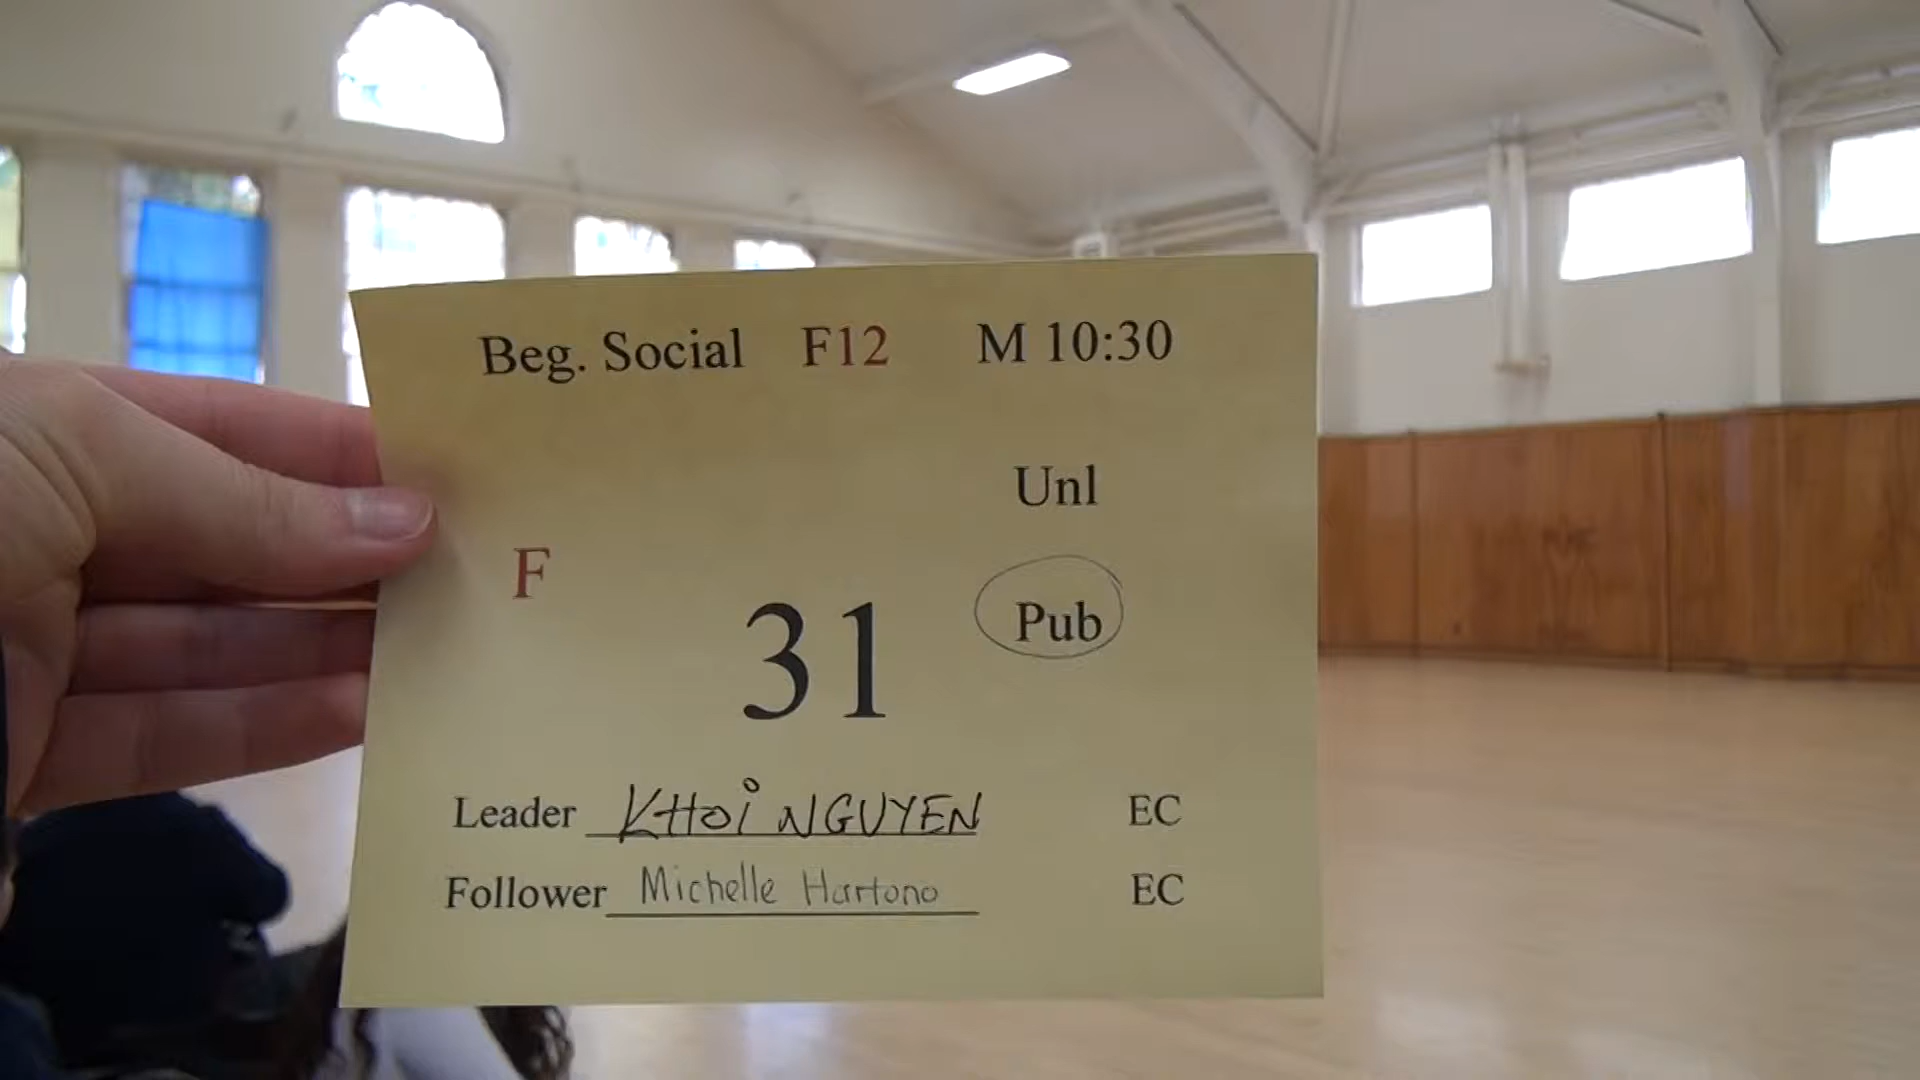 Beg. Social F12 M 10:30
Unl
F
31
Pub
Leader KHOi NGUYEN EC
Follower Michelle Hartono EC